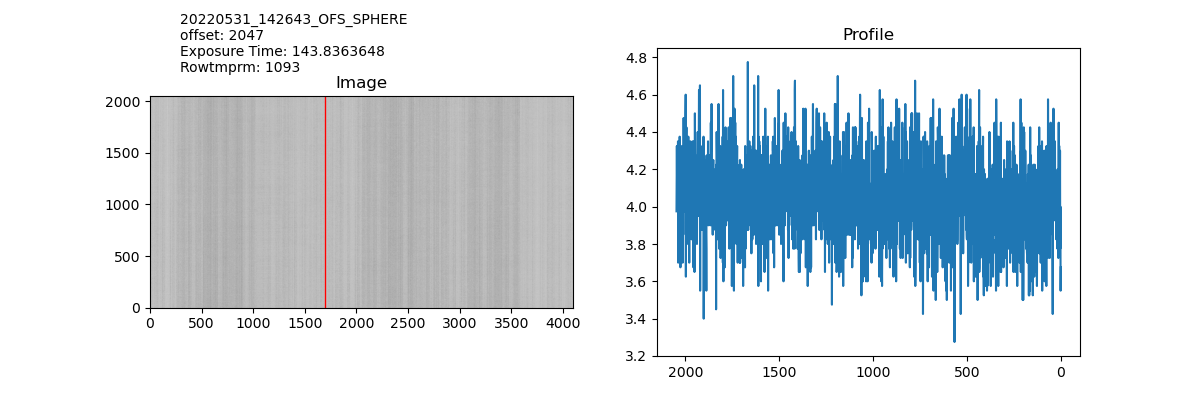 20220531_142643_OFS_SPHERE
offset: 2047
Exposure Time: 143.8363648
Rowtmprm: 1093
Image
2000
1500
1000
500
0
0 500 1000 1500 2000 2500 3000 3500 4000
Profile
4.8
4.6
4.4
4.2
4.0
3.8
3.6
3.4
3.2
2000 1500 1000 500 0